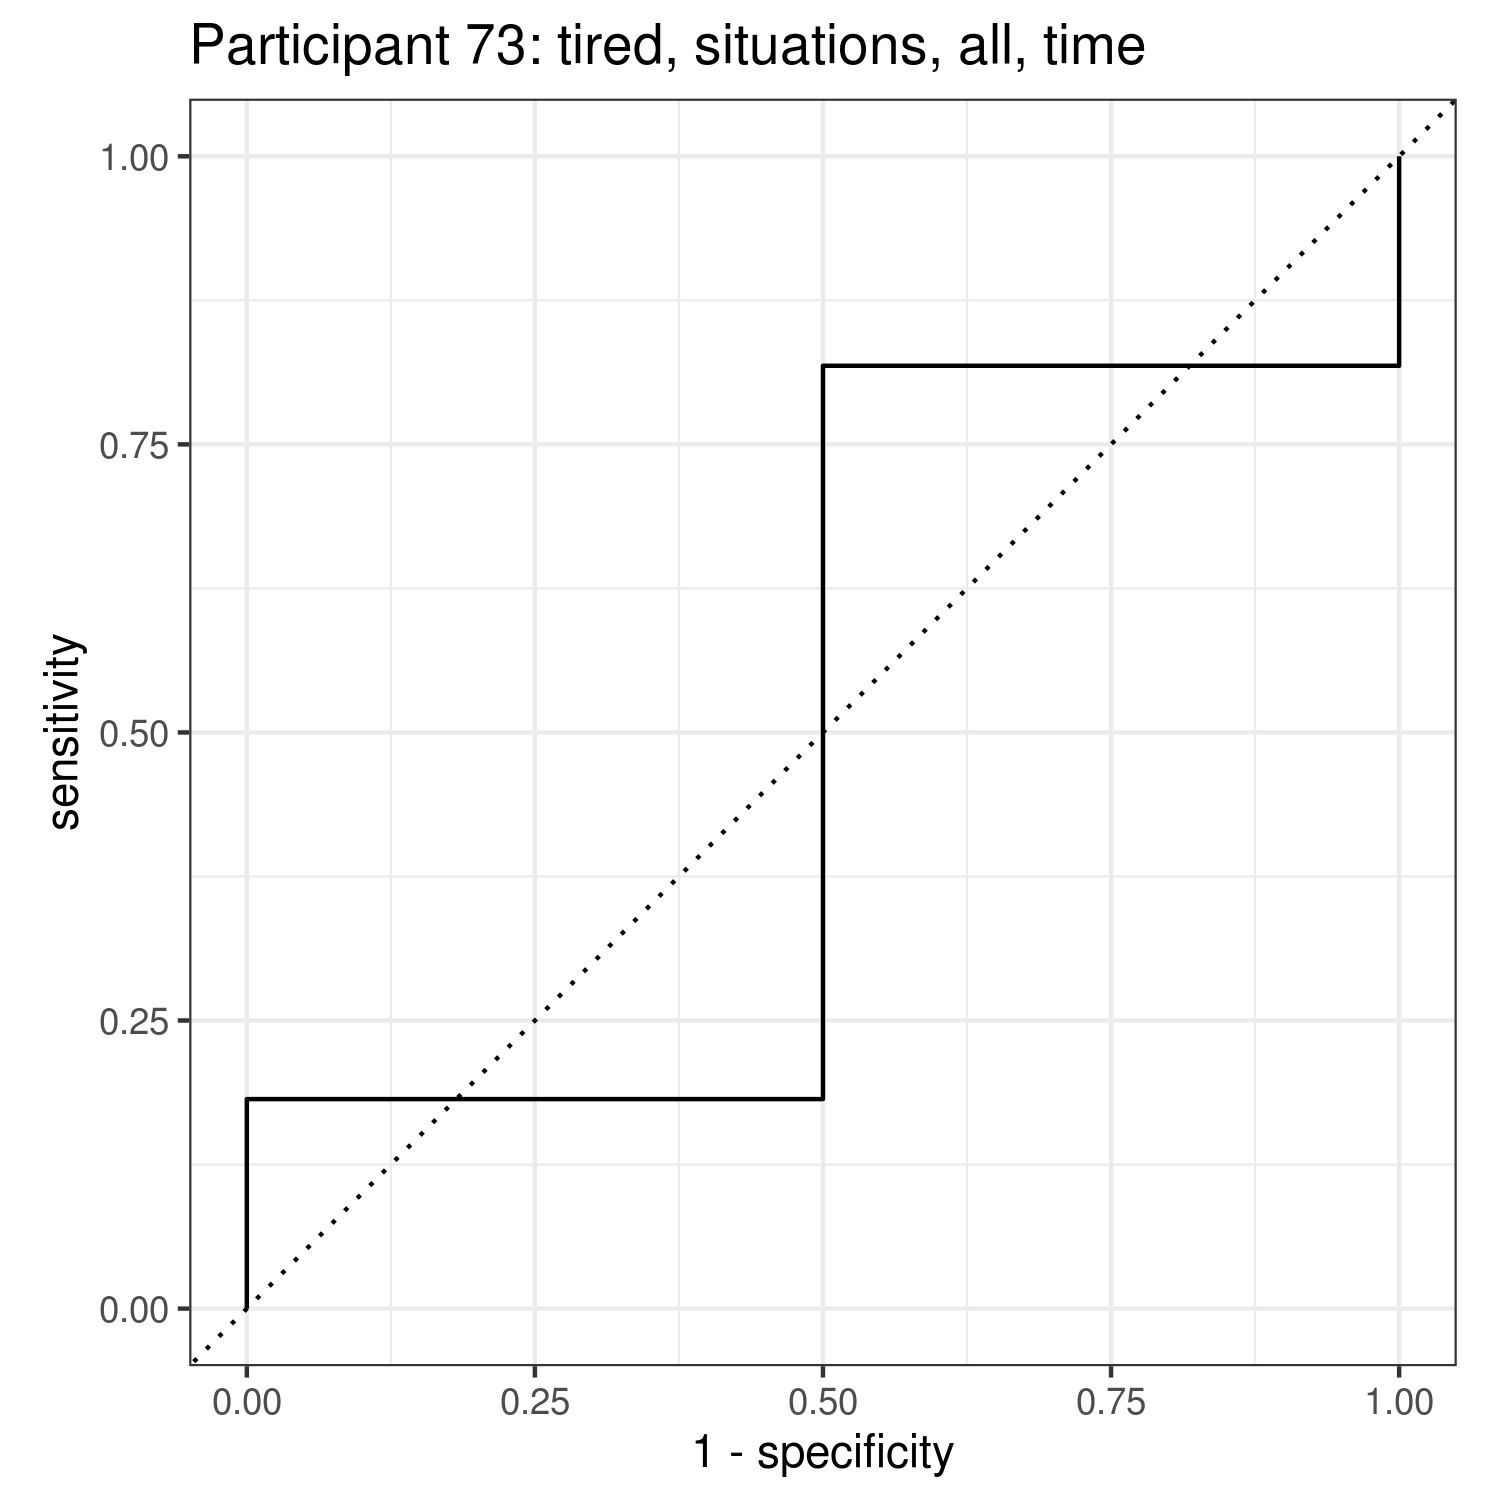 Participant 73: tired, situations, all, time
1.00
0.75
0.50
0.25
0.00
sensitivity
0.00 0.25 0.50 0.75 1.00
1 - specificity